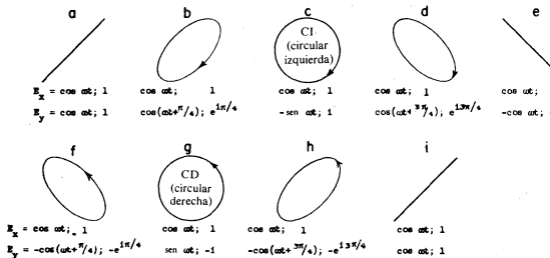 a b c d e
CI
(circular
izquierda)
E_x = cos ωt; 1 cos ωt; 1 cos ωt; 1 cos ωt; 1 cos ωt;
E_y = cos ωt; 1 cos(ωt+π/4); e^iπ/4 -sen ωt; i cos(ωt+3π/4); e^i3π/4 -cos ωt;
f g h i
CD
(circular
derecha)
E_x = cos ωt; 1 cos ωt; 1 cos ωt; 1 cos ωt; 1
E_y = -cos(ωt+π/4); -e^iπ/4 sen ωt; -i -cos(ωt+3π/4); -e^i3π/4 cos ωt; 1